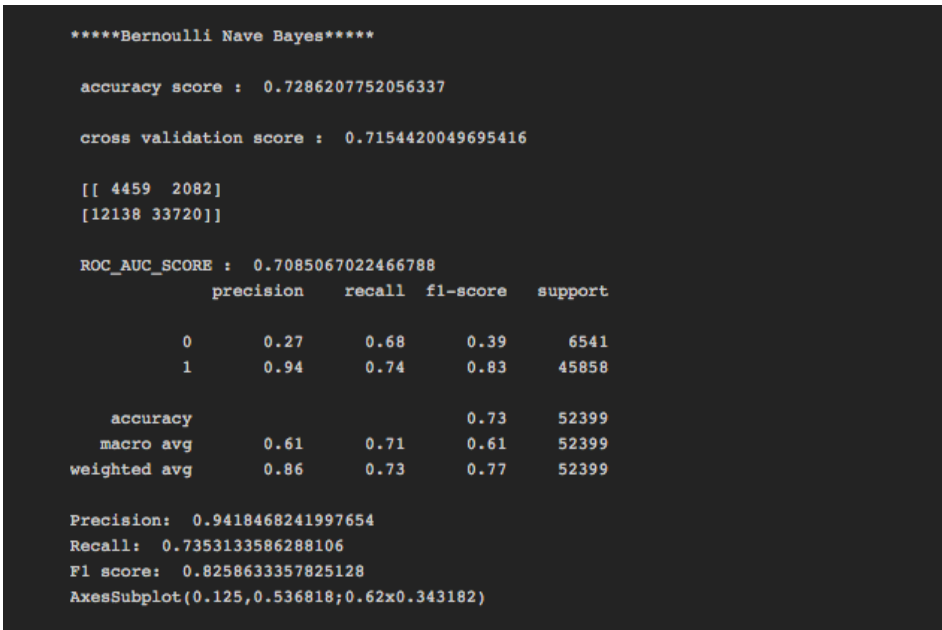 *****Bernoulli Nave Bayes*****
accuracy score :  0.7286207752056337
cross validation score :  0.7154420049695416
[[ 4459  2082]
[12138 33720]]
ROC_AUC_SCORE :  0.7085067022466788
precision    recall  f1-score   support
0       0.27      0.68      0.39      6541
1       0.94      0.74      0.83     45858
accuracy                           0.73     52399
macro avg       0.61      0.71      0.61     52399
weighted avg       0.86      0.73      0.77     52399
Precision:  0.9418468241997654
Recall:  0.7353133586288106
F1 score:  0.8258633357825128
AxesSubplot(0.125,0.536818;0.62x0.343182)